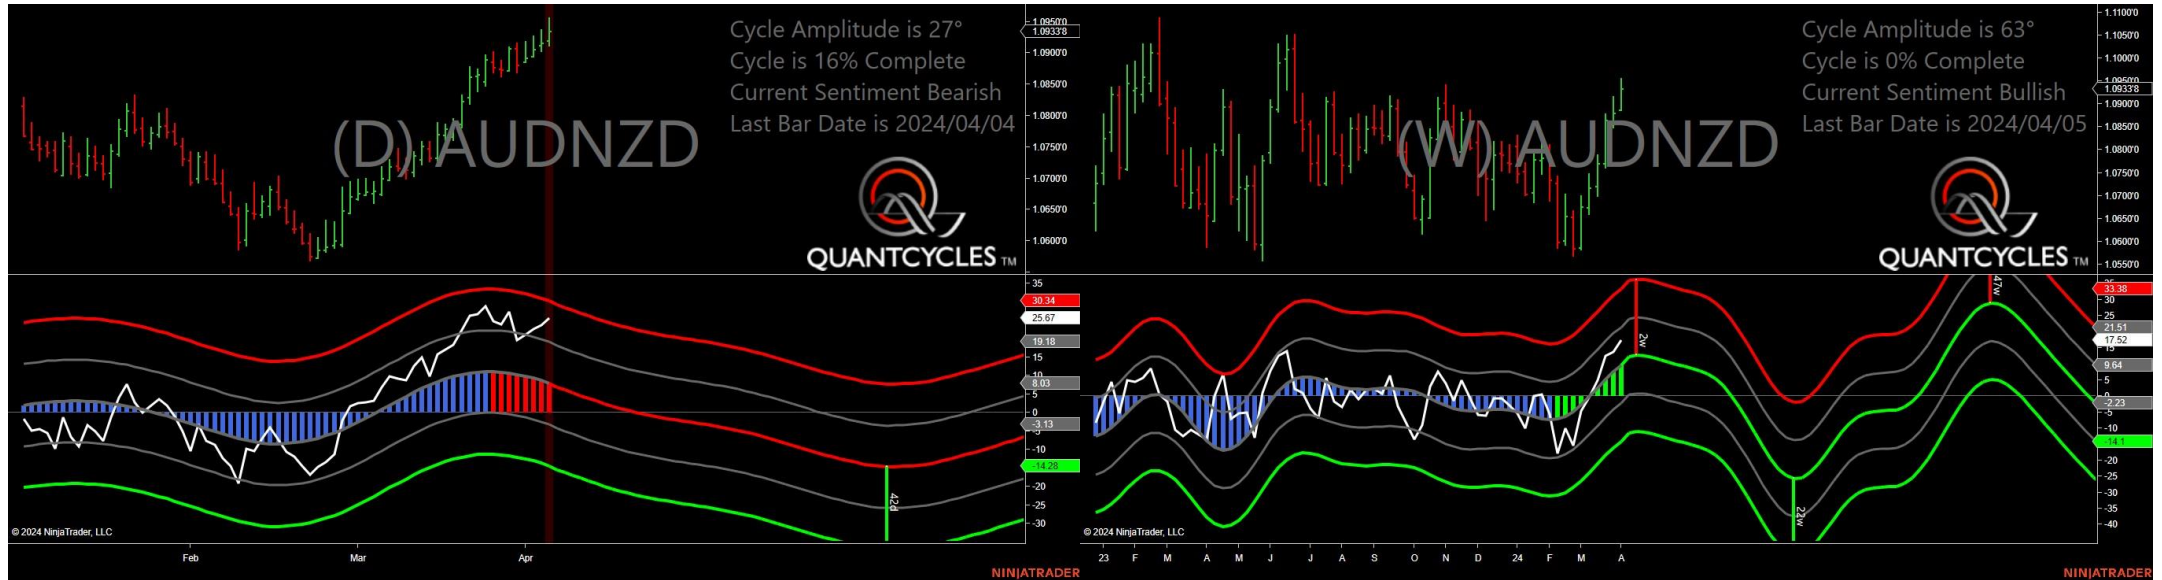 Cycle Amplitude is 27°
Cycle is 16% Complete
Current Sentiment Bearish
Last Bar Date is 2024/04/04
(D) AUDNZD
QUANTCYCLES TM
1.0950'0
1.0933'8
1.0900'0
1.0850'0
1.0800'0
1.0750'0
1.0700'0
1.0650'0
1.0600'0
35
30.34
25.67
19.18
15
10
8.03
5
0
-3.13
-5
-10
-14.28
-20
-25
-30
42d
© 2024 NinjaTrader, LLC
Feb Mar Apr
NINJATRADER
Cycle Amplitude is 63°
Cycle is 0% Complete
Current Sentiment Bullish
Last Bar Date is 2024/04/05
(W) AUDNZD
QUANTCYCLES TM
1.1100'0
1.1050'0
1.1000'0
1.0950'0
1.0933'8
1.0900'0
1.0850'0
1.0800'0
1.0750'0
1.0700'0
1.0650'0
1.0600'0
1.0550'0
33.38
30
25
21.51
17.52
15
9.64
5
-2.23
-5
-10
-14.1
-20
-25
-30
-35
-40
2w
22w
47w
© 2024 NinjaTrader, LLC
23 F M A M J J A S O N D 24 F M A
NINJATRADER